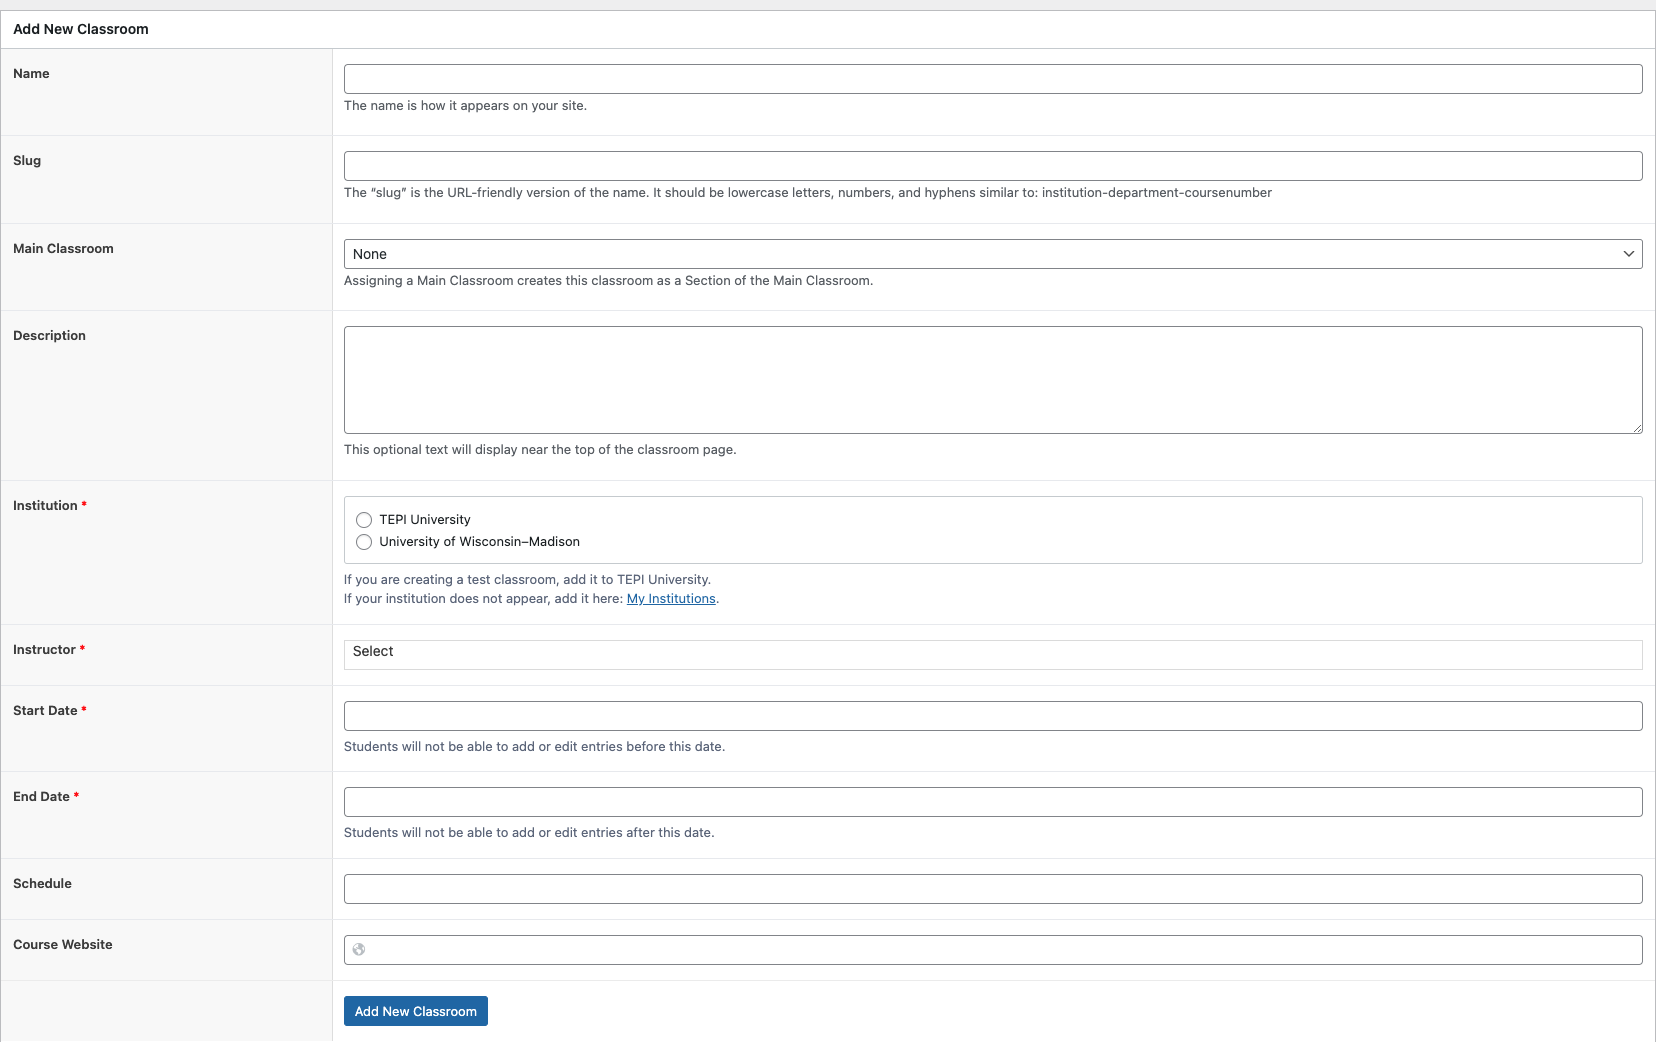 Add New Classroom
Name
The name is how it appears on your site.
Slug
The “slug” is the URL-friendly version of the name. It should be lowercase letters, numbers, and hyphens similar to: institution-department-coursenumber
Main Classroom
None
Assigning a Main Classroom creates this classroom as a Section of the Main Classroom.
Description
This optional text will display near the top of the classroom page.
Institution *
TEPI University
University of Wisconsin–Madison
If you are creating a test classroom, add it to TEPI University.
If your institution does not appear, add it here: My Institutions.
Instructor *
Select
Start Date *
Students will not be able to add or edit entries before this date.
End Date *
Students will not be able to add or edit entries after this date.
Schedule
Course Website
Add New Classroom